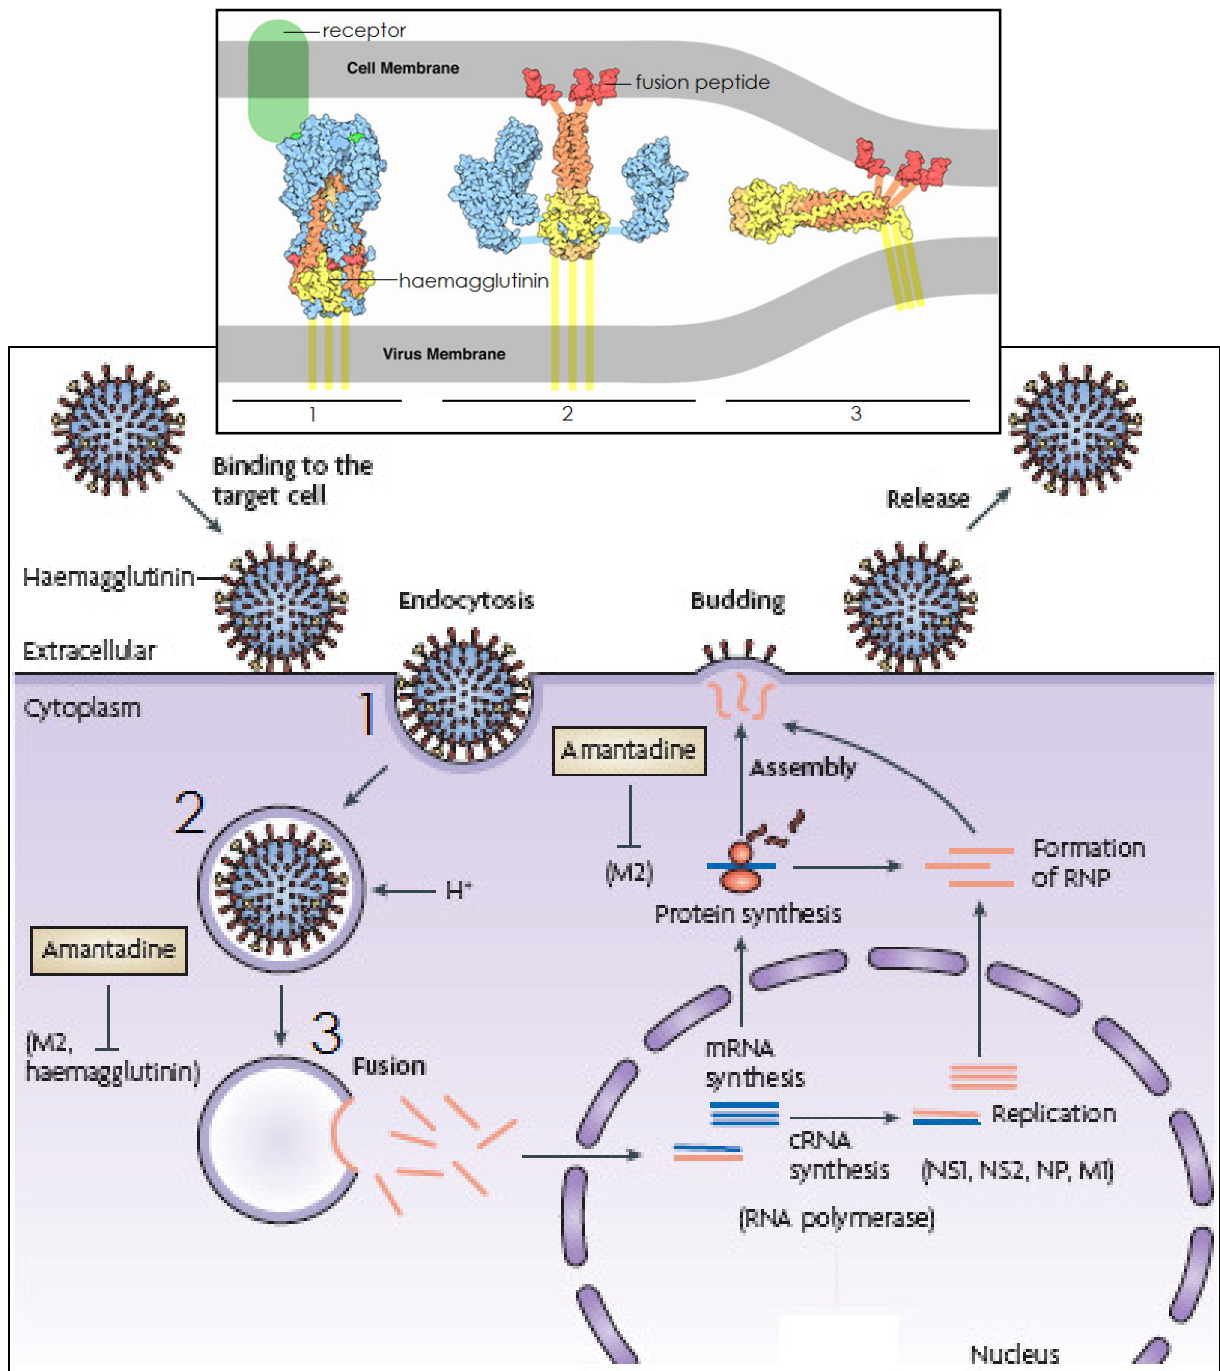 receptor
Cell Membrane
fusion peptide
haemagglutinin
Virus Membrane
1
2
3
Binding to the
target cell
Release
Haemagglutinin
Endocytosis
Budding
Extracellular
Cytoplasm
1
Amantadine
Assembly
2
(M2)
H+
Formation
of RNP
Protein synthesis
Amantadine
3
(M2,
haemagglutinin)
Fusion
mRNA
synthesis
Replication
cRNA
synthesis
(NS1, NS2, NP, M1)
(RNA polymerase)
Nucleus